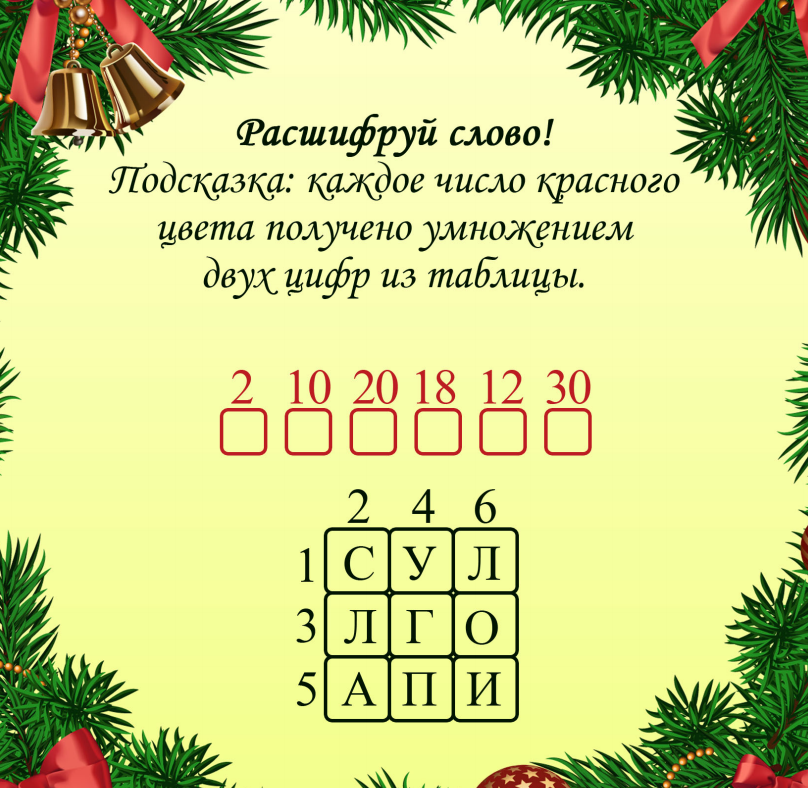 Расшифруй слово!
Подсказка: каждое число красного
цвета получено умножением
двух цифр из таблицы.
2 10 20 18 12 30
2 4 6
1 С У Л
3 Л Г О
5 А П И